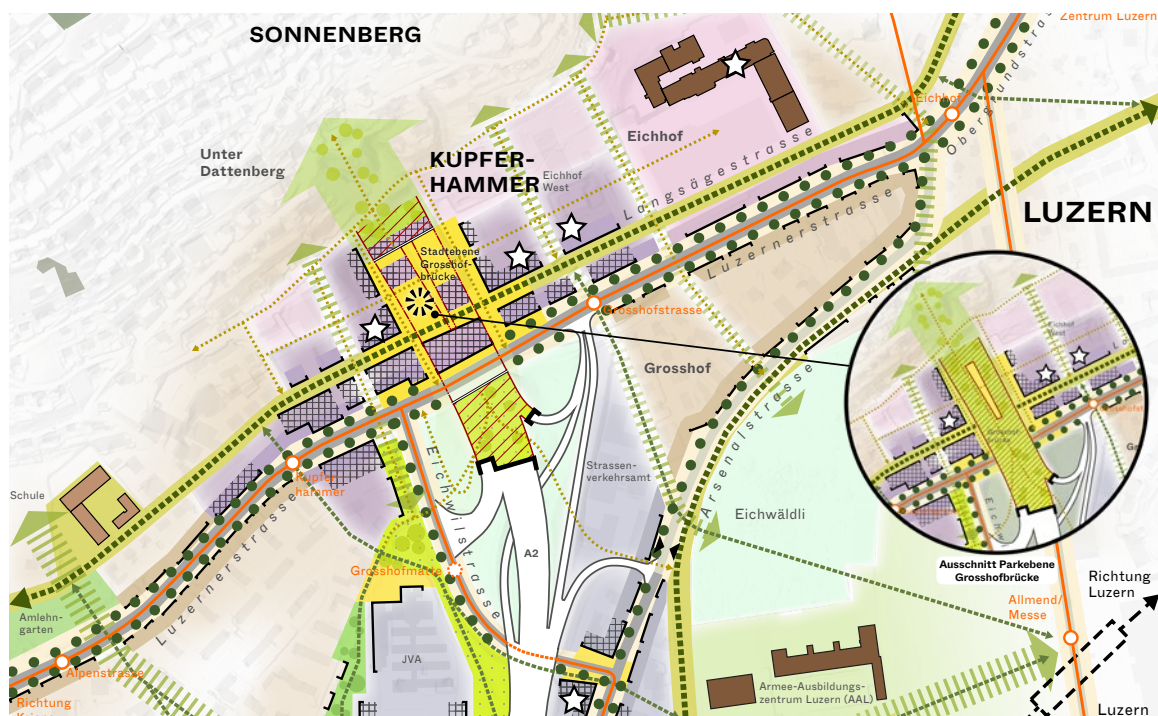 SONNENBERG
Zentrum Luzern
Eichhof
Obergrundstrasse
Eichhof
Unter
Dattenberg
KUPFER-
HAMMER
Eichhof
West
Langsägestrasse
Luzernerstrasse
LUZERN
Stadtebene
Grosshof-
brücke
Grosshofstrasse
Grosshof
Eichhof
West
Arsenalstrasse
Strassen-
verkehrsamt
Eichwäldli
Schule
Kupfer-
hammer
Luzernerstrasse
Eichwilstrasse
A2
Grosshofmatte
Ausschnitt Parkebene
Grosshofbrücke
Richtung
Luzern
Allmend/
Messe
Amlehn-
garten
JVA
Alpenstrasse
Armee-Ausbildungs-
zentrum Luzern (AAL)
Richtung
Luzern